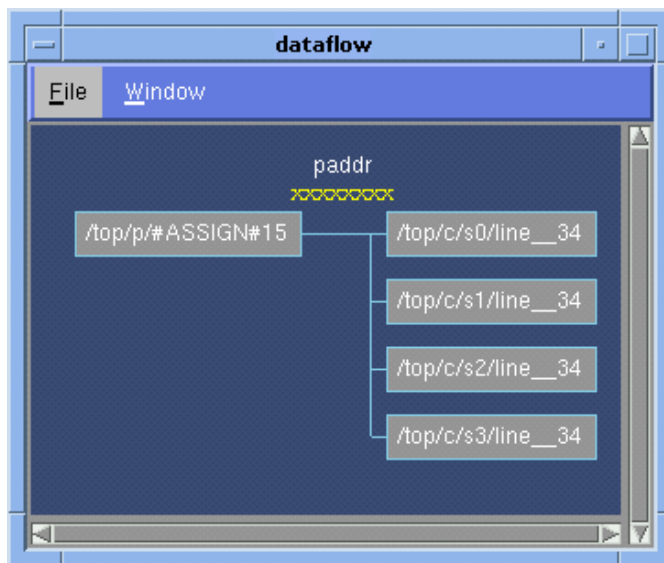 dataflow
File Window
paddr
xxxxxxxxx
/top/p/#ASSIGN#15 /top/c/s0/line__34
/top/c/s1/line__34
/top/c/s2/line__34
/top/c/s3/line__34